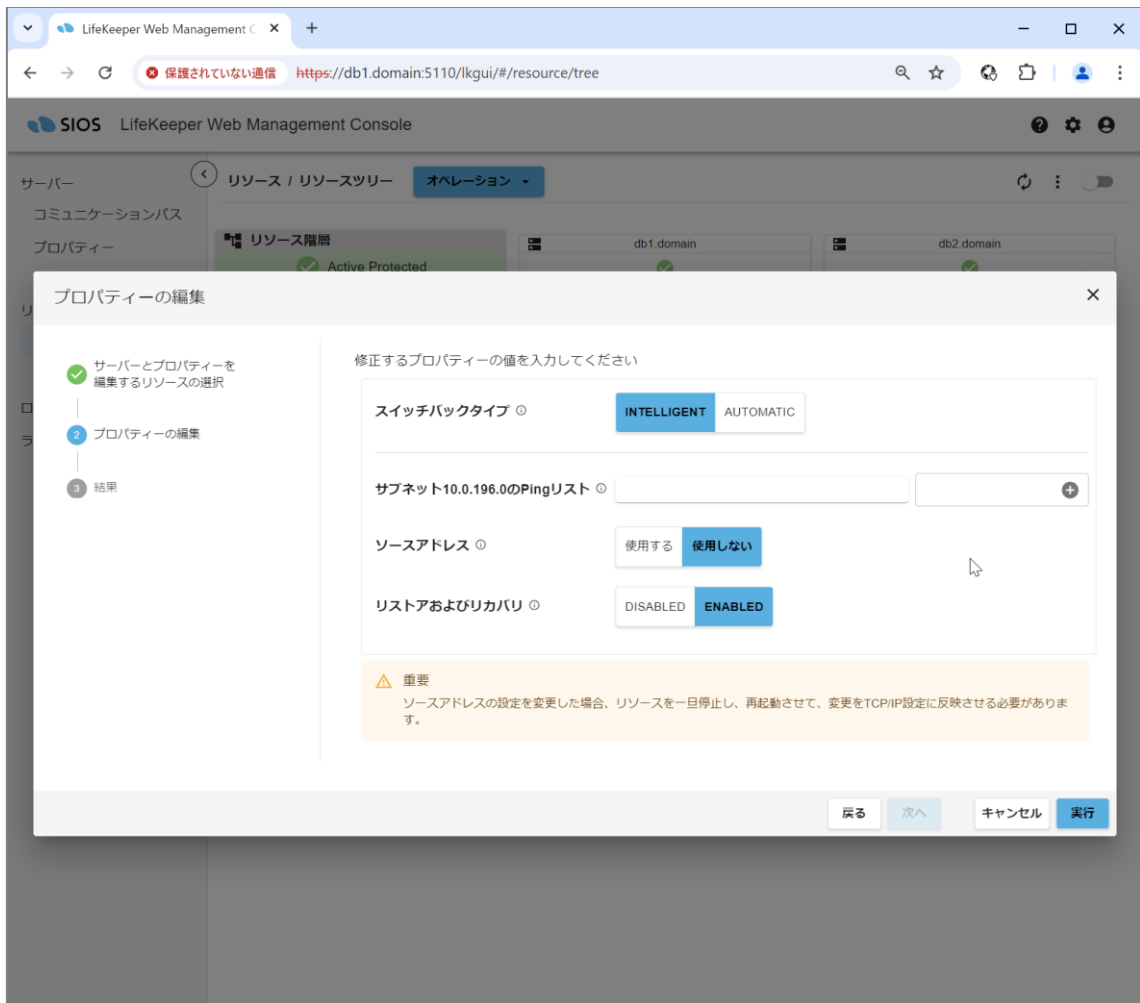 LifeKeeper Web Management C
保護されていない通信
https://db1.domain:5110/lkgui/#/resource/tree
SIOS LifeKeeper Web Management Console
サーバー
コミュニケーションパス
プロパティー
リソース / リソースツリー
オペレーション
リソース階層
Active Protected
db1.domain
db2.domain
リ
ロ
ラ
プロパティーの編集
サーバーとプロパティーを
編集するリソースの選択
2 プロパティーの編集
3 結果
修正するプロパティーの値を入力してください
スイッチバックタイプ INTELLIGENT AUTOMATIC
サブネット10.0.196.0のPingリスト
ソースアドレス 使用する 使用しない
リストアおよびリカバリ DISABLED ENABLED
重要
ソースアドレスの設定を変更した場合、リソースを一旦停止し、再起動させて、変更をTCP/IP設定に反映させる必要がありま
す。
戻る 次へ キャンセル 実行